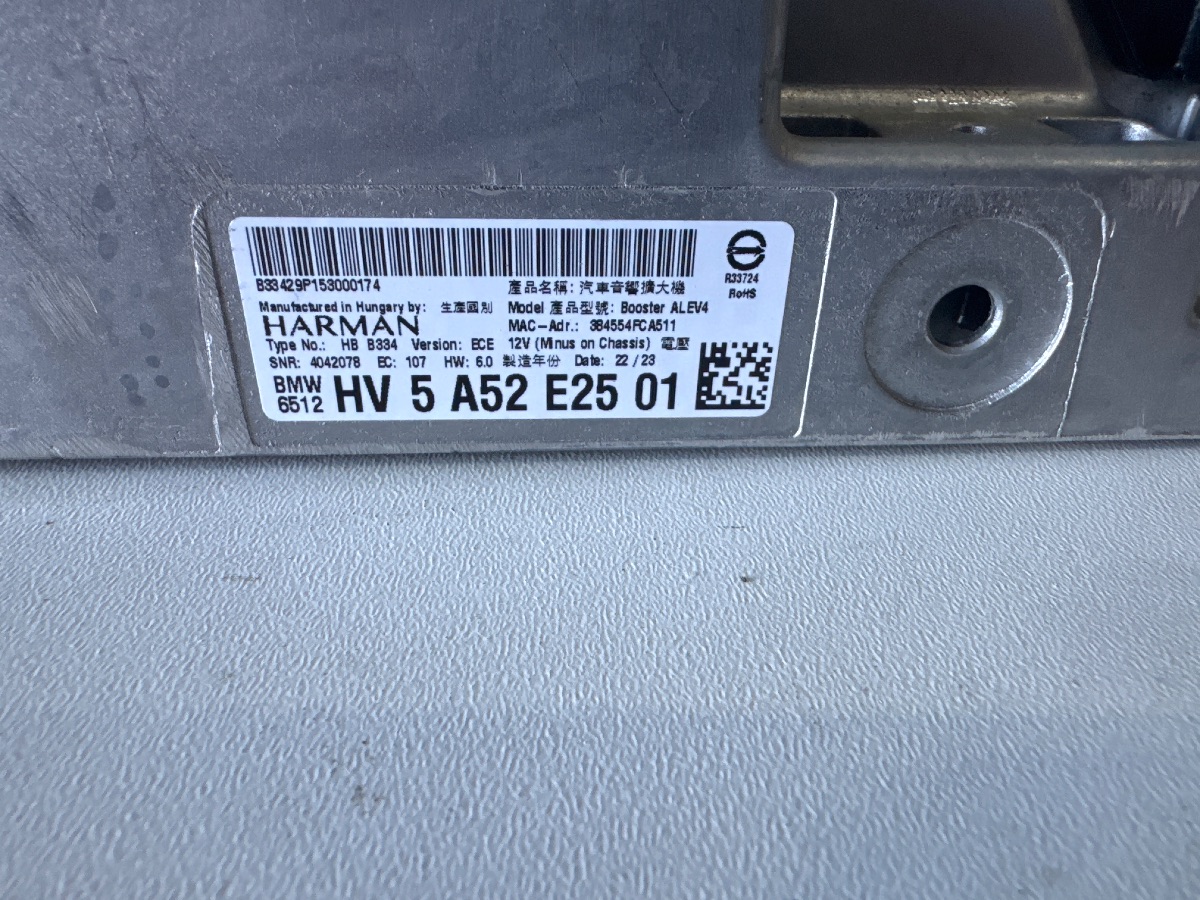 B33429P153000174
產品名稱: 汽車音響擴大機
R33724
RoHS
Manufactured in Hungary by: 生產國別
Model 產品型號: Booster ALEV4
HARMAN
MAC-Adr.: 384554FCA511
Type No.: HB B334 Version: ECE 12V (Minus on Chassis) 電壓
SNR: 4042078 EC: 107 HW: 6.0 製造年份 Date: 22/23
BMW
6512
HV 5 A52 E25 01